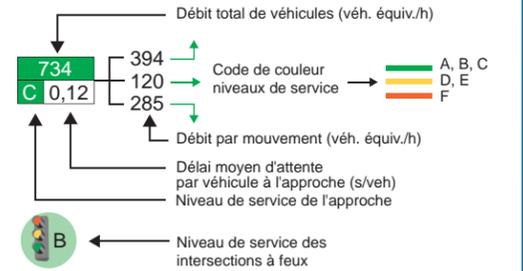 Débit total de véhicules (véh. équiv./h)
734
C 0,12
394
120
285
Code de couleur
niveaux de service
A, B, C
D, E
F
Débit par mouvement (véh. équiv./h)
Délai moyen d'attente
par véhicule à l'approche (s/veh)
Niveau de service de l'approche
B
Niveau de service des
intersections à feux